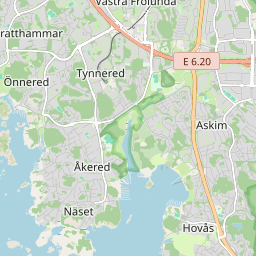 Västra Frölunda
ratthammar
E 6.20
Tynnered
Önnered
Askim
Åkered
Näset
Hovås